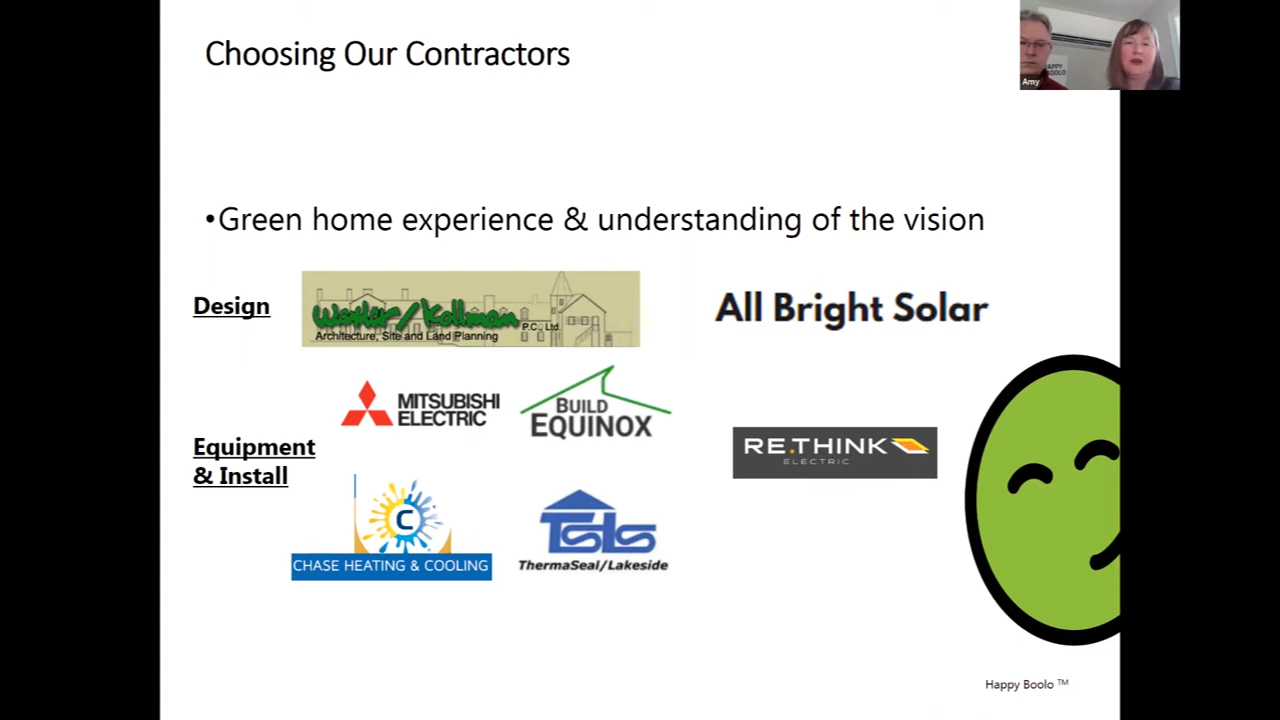 Choosing Our Contractors
Amy
•Green home experience & understanding of the vision
Design
Wexler/Kollman P.C., Ltd.
Architecture, Site and Land Planning
All Bright Solar
MITSUBISHI
ELECTRIC
BUILD
EQUINOX
Equipment
& Install
RE.THINK
ELECTRIC
C
CHASE HEATING & COOLING
TSLS
ThermaSeal/Lakeside
Happy Boolo TM